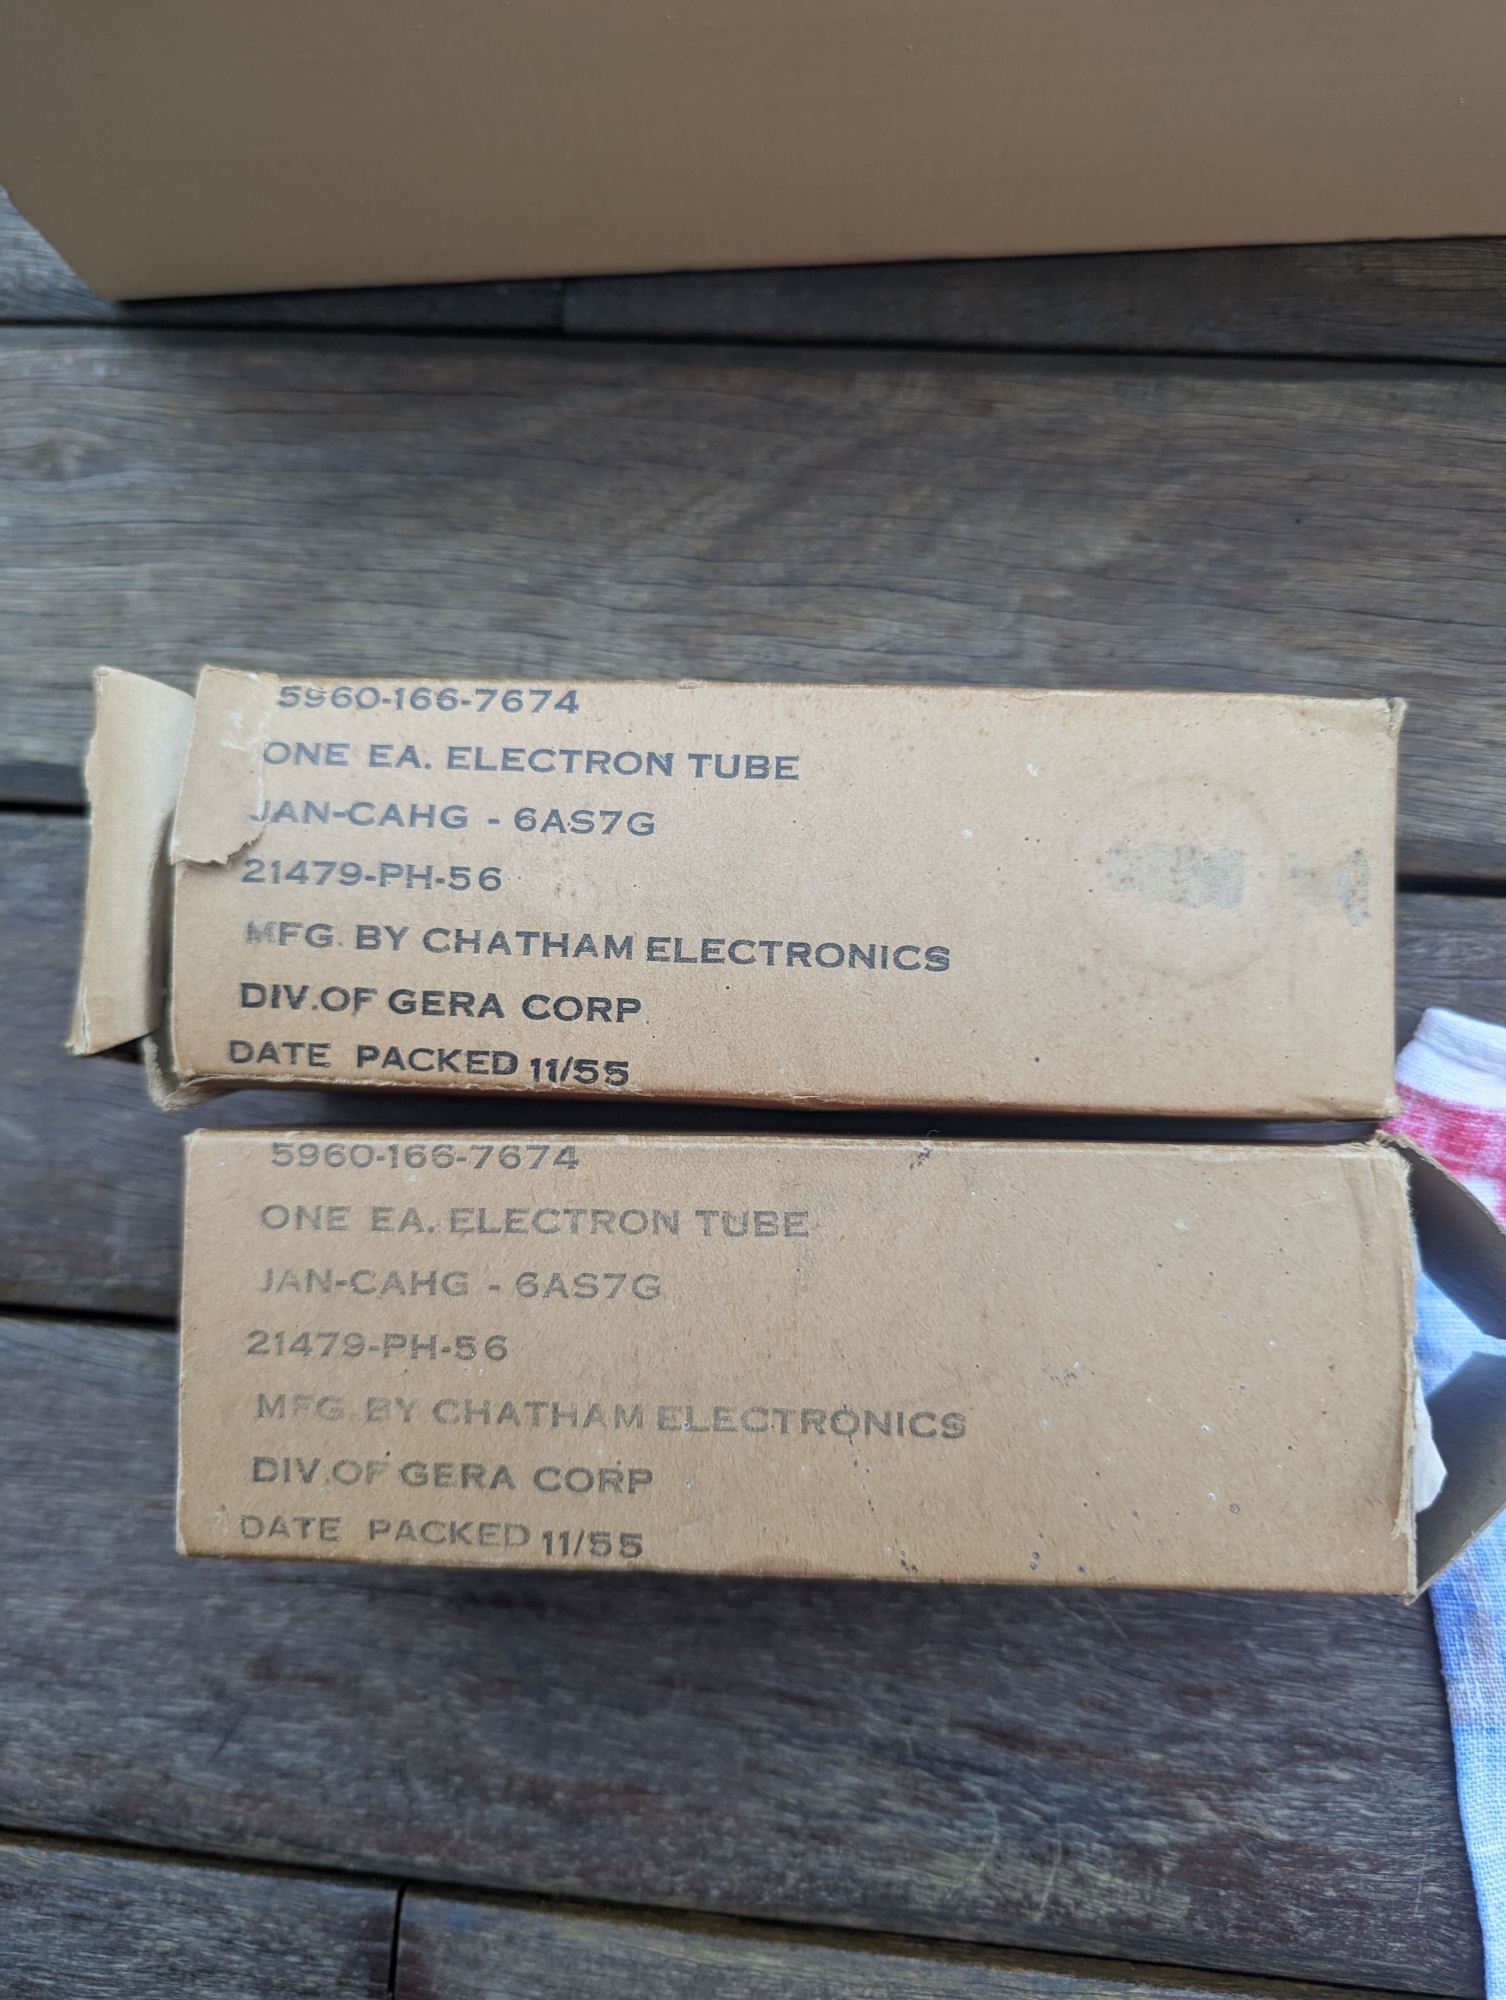 5960-166-7674
ONE EA. ELECTRON TUBE
JAN-CAHG - 6AS7G
21479-PH-56
MFG. BY CHATHAM ELECTRONICS
DIV.OF GERA CORP
DATE PACKED 11/55
5960-166-7674
ONE EA. ELECTRON TUBE
JAN-CAHG - 6AS7G
21479-PH-56
MFG. BY CHATHAM ELECTRONICS
DIV.OF GERA CORP
DATE PACKED 11/55